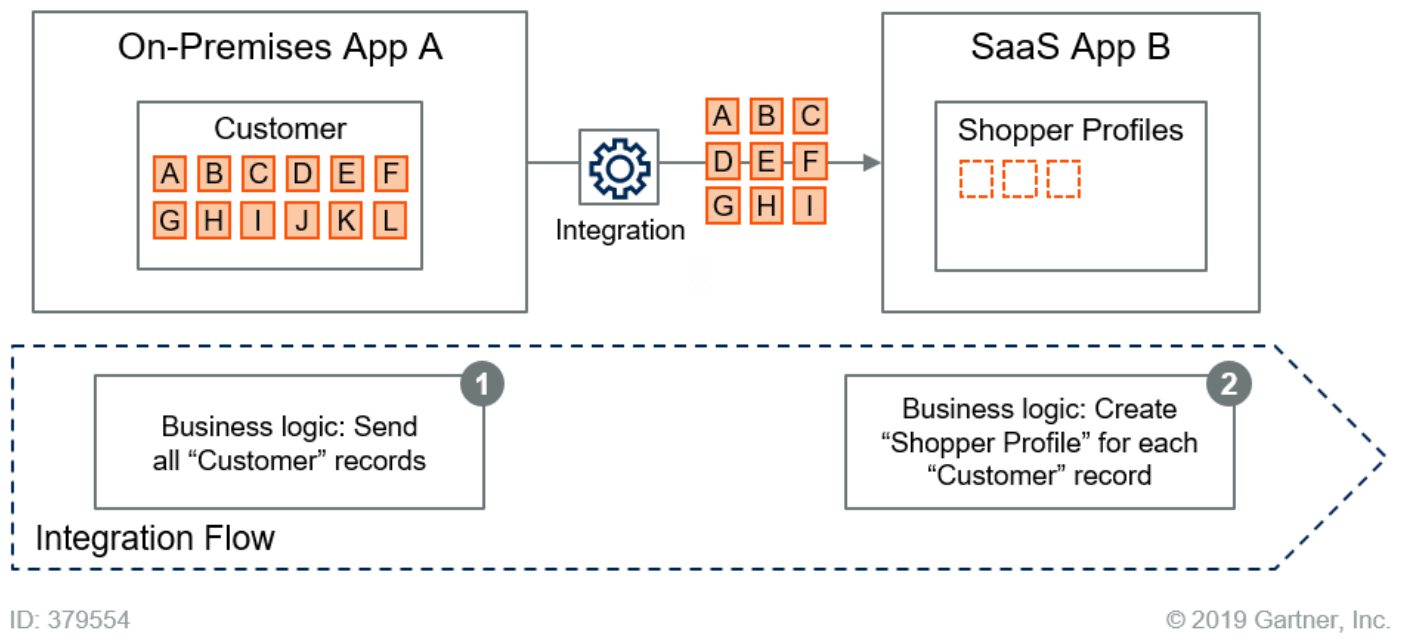 On-Premises App A
SaaS App B
Customer
A B C D E F
G H I J K L
Integration
A B C
D E F
G H I
Shopper Profiles
1
Business logic: Send
all “Customer” records
2
Business logic: Create
“Shopper Profile” for each
“Customer” record
Integration Flow
ID: 379554
© 2019 Gartner, Inc.